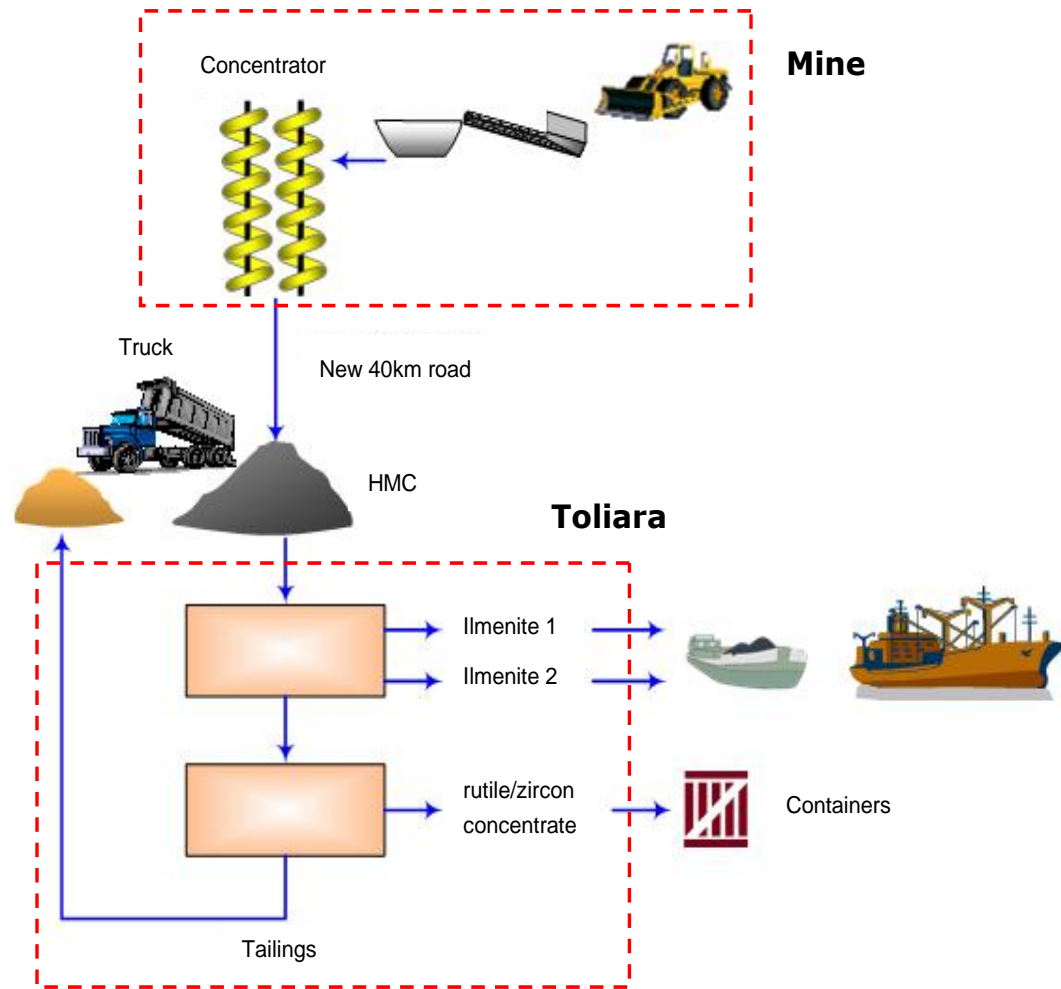 Mine
Concentrator
Truck
New 40km road
HMC
Toliara
Ilmenite 1
Ilmenite 2
rutile/zircon
concentrate
Containers
Tailings